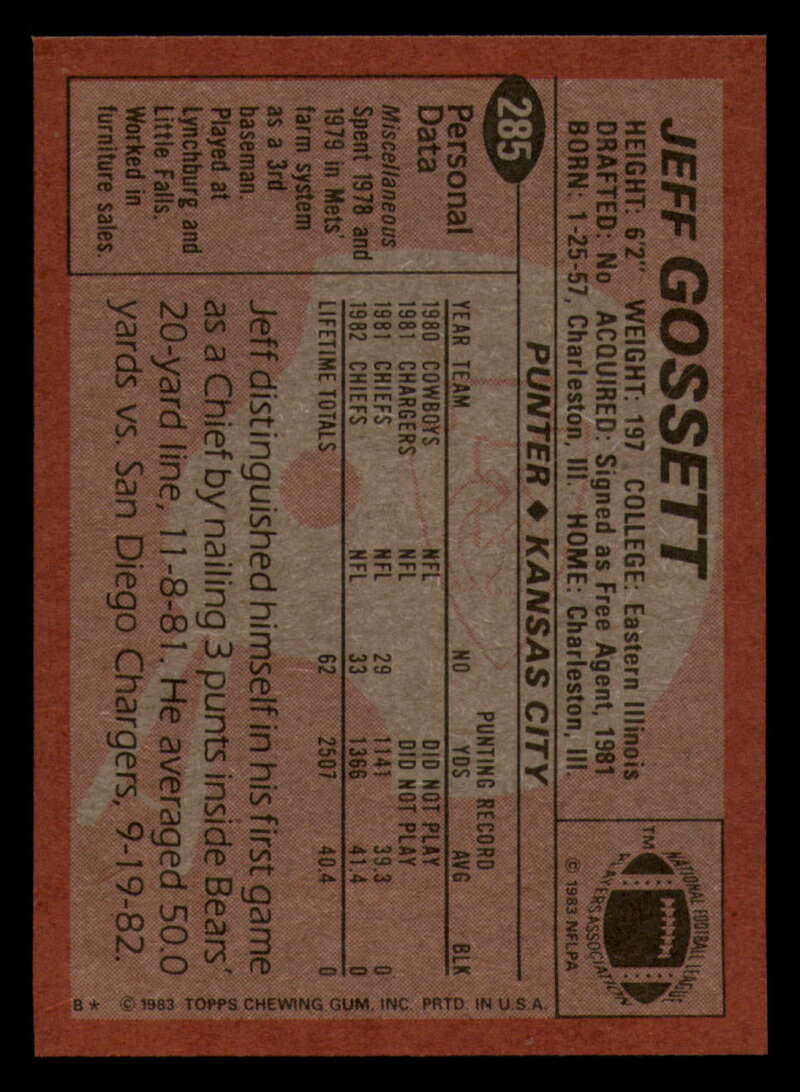 JEFF GOSSETT
HEIGHT: 6'2" WEIGHT: 197 COLLEGE: Eastern Illinois
DRAFTED: No ACQUIRED: Signed as Free Agent, 1981
BORN: 1-25-57, Charleston, Ill. HOME: Charleston, Ill.
NATIONAL FOOTBALL LEAGUE
PLAYERS ASSOCIATION
TM
© 1983 NFLPA
285
PUNTER ♦ KANSAS CITY
Personal
Data
Miscellaneous
Spent 1978 and
1979 in Mets'
farm system
as a 3rd
baseman.
Played at
Lynchburg and
Little Falls.
Worked in
furniture sales
PUNTING RECORD
YEAR TEAM NO YDS AVG BLK
1980 COWBOYS NFL DID NOT PLAY
1981 CHARGERS NFL DID NOT PLAY
1981 CHIEFS NFL 29 1141 39.3 0
1982 CHIEFS NFL 33 1366 41.4 0
LIFETIME TOTALS 62 2507 40.4 0
Jeff distinguished himself in his first game
as a Chief by nailing 3 punts inside Bears'
20-yard line, 11-8-81. He averaged 50.0
yards vs. San Diego Chargers, 9-19-82.
B* © 1983 TOPPS CHEWING GUM, INC. PRTD. IN U.S.A.